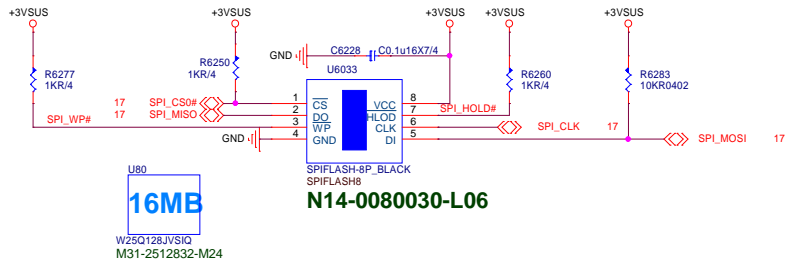 +3VSUS
+3VSUS
+3VSUS
+3VSUS
+3VSUS
GND
C6228
C0.1u16X7/4
R6277
1KR/4
R6250
1KR/4
U6033
R6260
1KR/4
R6283
10KR0402
17 SPI_CS0#
1 CS
VCC 8
17 SPI_MISO
2 DO
HLOD 7
SPI_HOLD#
SPI_WP#
3 WP
CLK 6
SPI_CLK 17
GND
4 GND
DI 5
SPI_MOSI 17
SPIFLASH-8P_BLACK
SPIFLASH8
N14-0080030-L06
U80
16MB
W25Q128JVSIQ
M31-2512832-M24